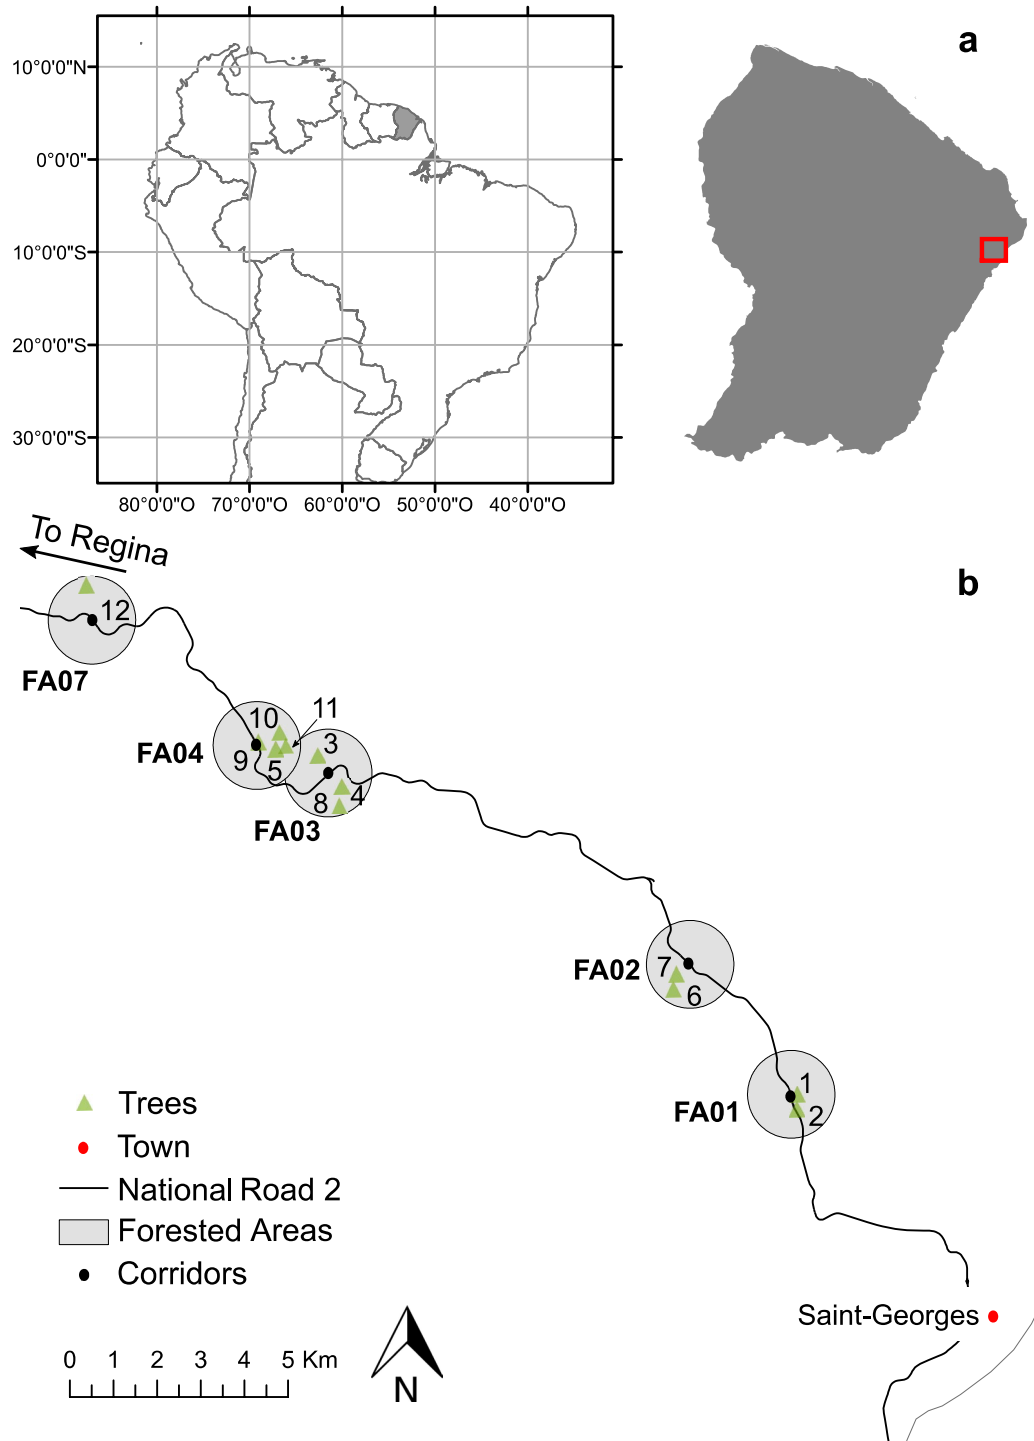 a
10°0'0"N
0°0'0"
10°0'0"S
20°0'0"S
30°0'0"S
80°0'0"O 70°0'0"O 60°0'0"O 50°0'0"O 40°0'0"O
To Regina
b
12
FA07
10 11
3
FA04 9 5
8 4
FA03
7
FA02
6
1
FA01 2
Trees
Town
National Road 2
Forested Areas
Corridors
Saint-Georges
0 1 2 3 4 5 Km
N